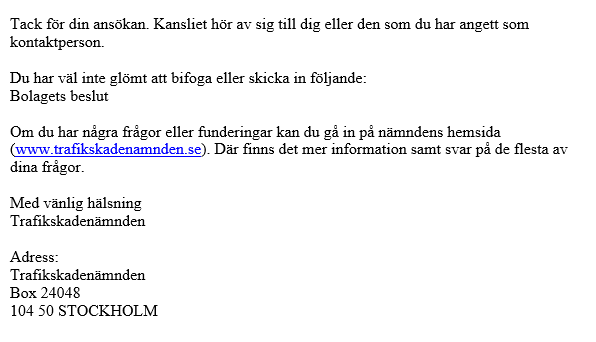 Tack för din ansökan. Kansliet hör av sig till dig eller den som du har angett som
kontaktperson.
Du har väl inte glömt att bifoga eller skicka in följande:
Bolagets beslut
Om du har några frågor eller funderingar kan du gå in på nämndens hemsida
(www.trafikskadenamnden.se). Där finns det mer information samt svar på de flesta av
dina frågor.
Med vänlig hälsning
Trafikskadenämnden
Adress:
Trafikskadenämnden
Box 24048
104 50 STOCKHOLM